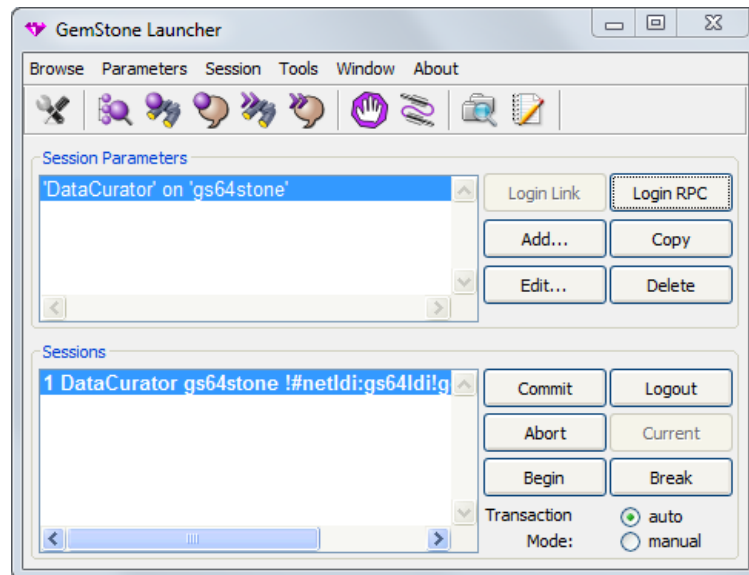 GemStone Launcher
Browse Parameters Session Tools Window About
Session Parameters
'DataCurator' on 'gs64stone'
Login Link Login RPC
Add... Copy
Edit... Delete
Sessions
1 DataCurator gs64stone !#netldi:gs64ldi!g
Commit Logout
Abort Current
Begin Break
Transaction Mode:
auto
manual